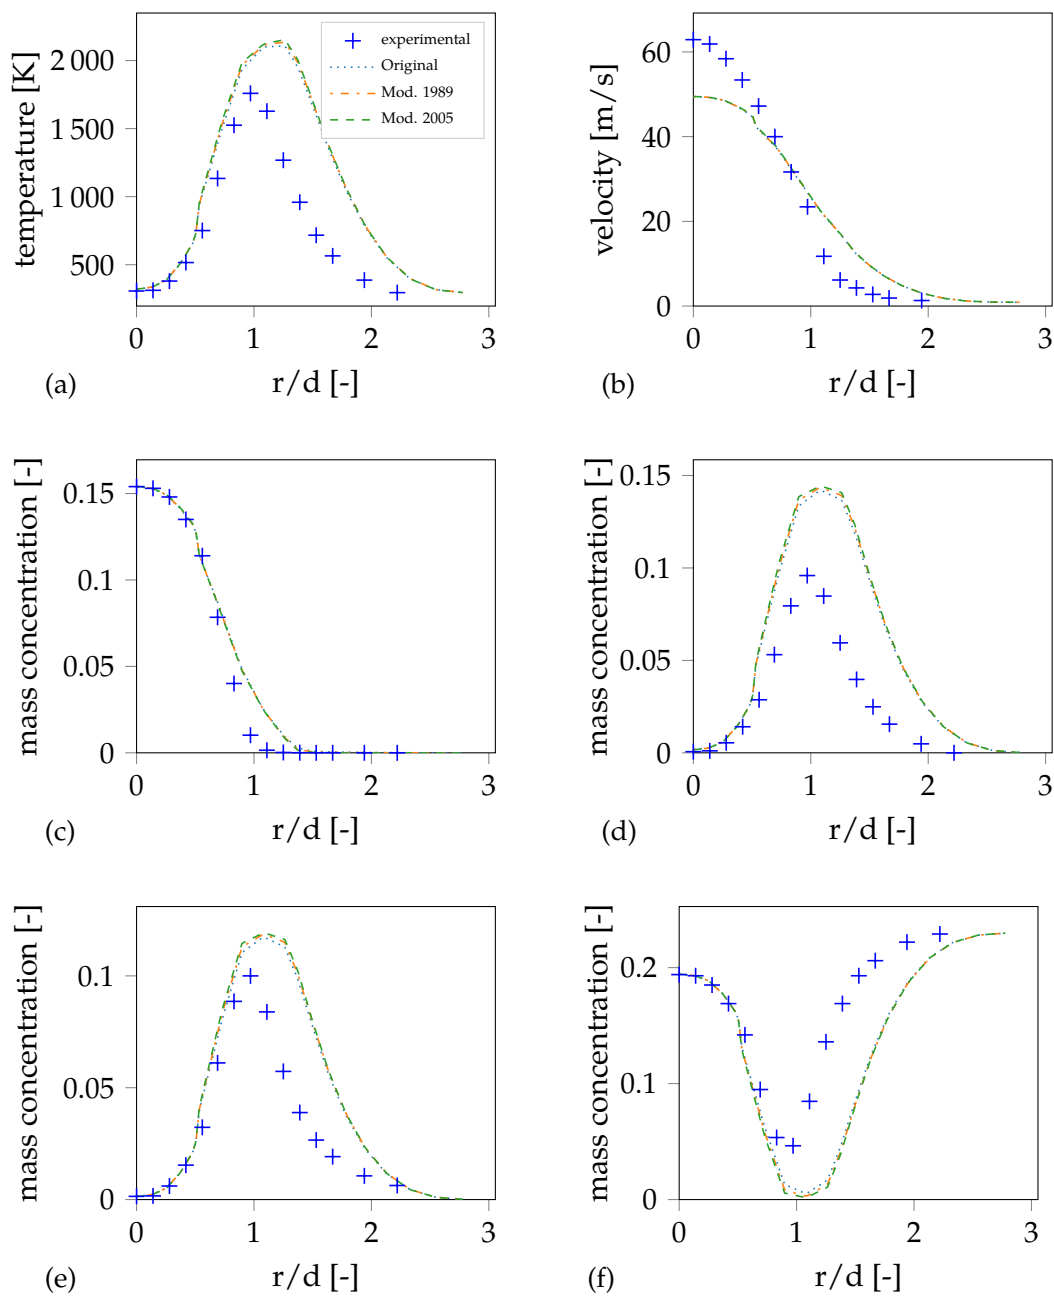 temperature [K]
2 000
1 500
1 000
500
0 1 2 3
r/d [-]
(a)
experimental
Original
Mod. 1989
Mod. 2005
velocity [m/s]
60
40
20
0
0 1 2 3
r/d [-]
(b)
mass concentration [-]
0.15
0.1
0.05
0
0 1 2 3
r/d [-]
(c)
mass concentration [-]
0.15
0.1
0.05
0
0 1 2 3
r/d [-]
(d)
mass concentration [-]
0.1
0.05
0
0 1 2 3
r/d [-]
(e)
mass concentration [-]
0.2
0.1
0
0 1 2 3
r/d [-]
(f)